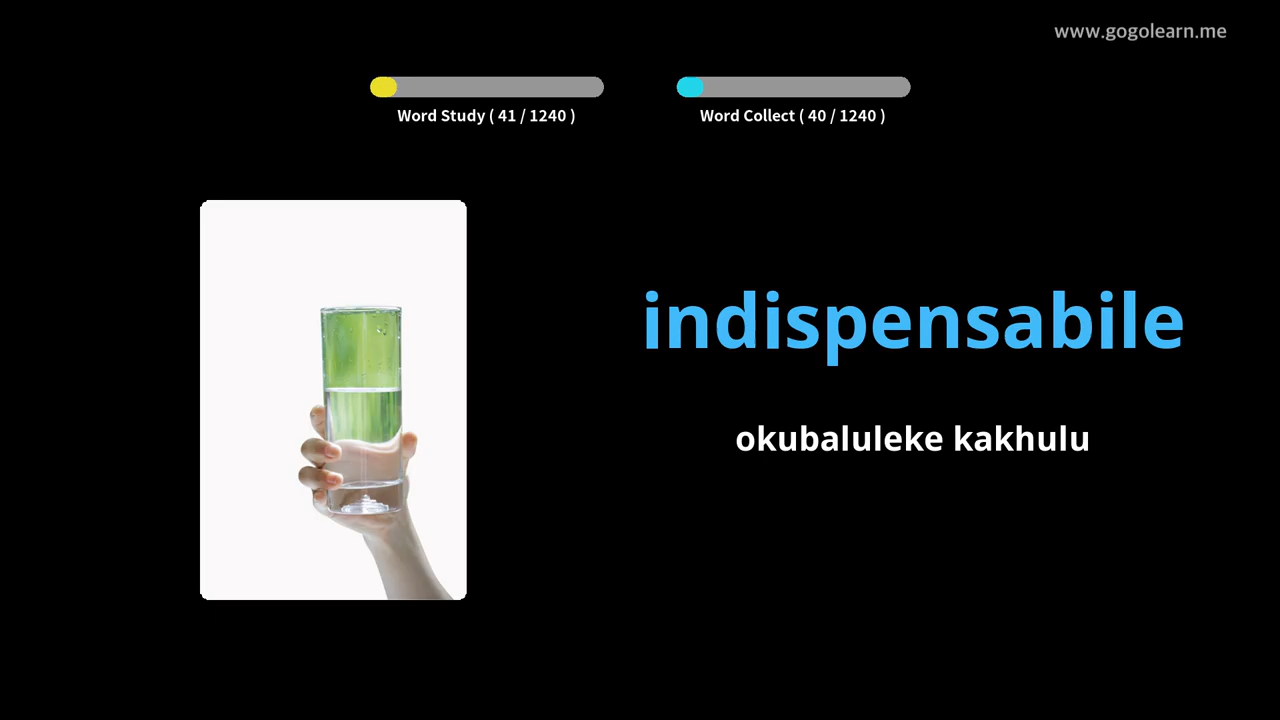 www.gogolearn.me
Word Study ( 41 / 1240 )
Word Collect ( 40 / 1240 )
indispensabile
okubaluleke kakhulu